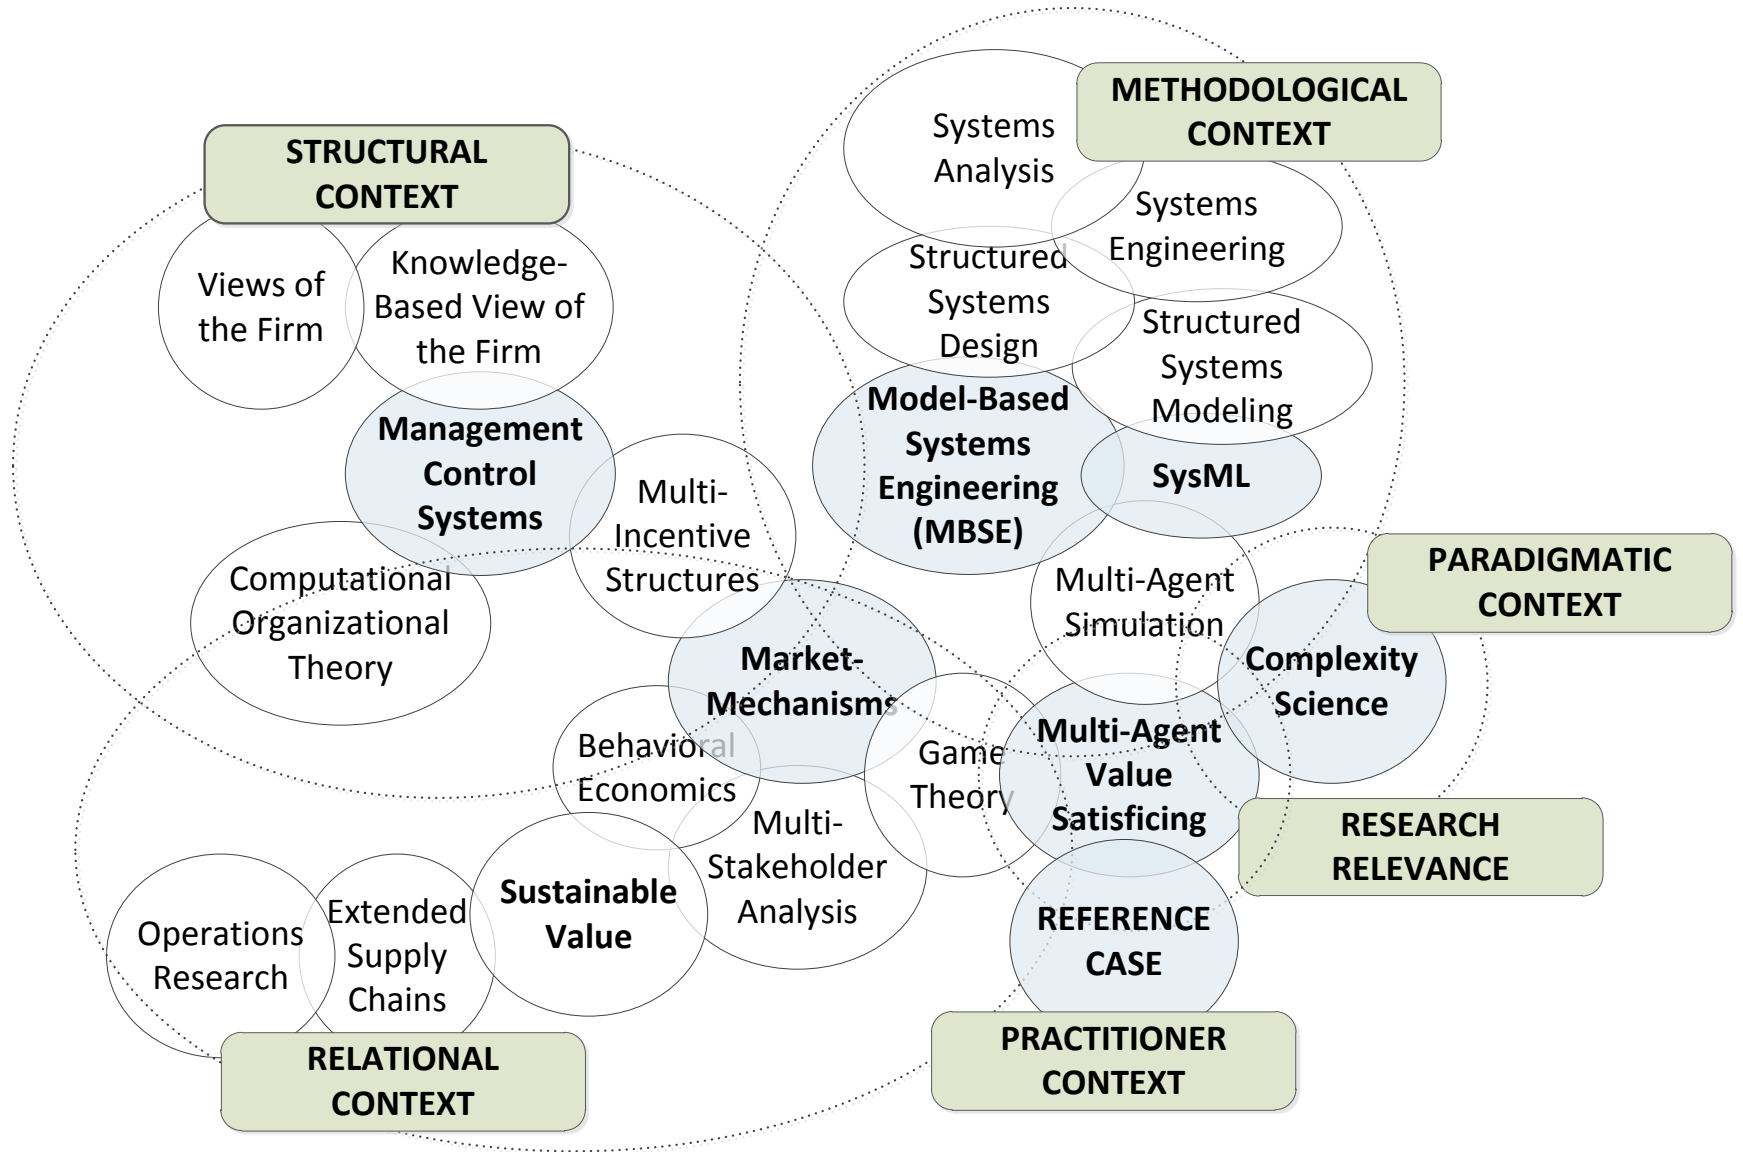 METHODOLOGICAL
CONTEXT
Systems
Analysis
STRUCTURAL
CONTEXT
Systems
Engineering
Views of
the Firm
Knowledge-
Based View of
the Firm
Structured
Systems
Design
Structured
Systems
Modeling
Management
Control
Systems
Model-Based
Systems
Engineering
(MBSE)
SysML
Multi-
Incentive
Structures
Computational
Organizational
Theory
Multi-Agent
Simulation
PARADIGMATIC
CONTEXT
Market-
Mechanisms
Complexity
Science
Behavioral
Economics
Game
Theory
Multi-Agent
Value
Satisficing
Multi-
Stakeholder
Analysis
RESEARCH
RELEVANCE
Sustainable
Value
Operations
Research
Extended
Supply
Chains
REFERENCE
CASE
RELATIONAL
CONTEXT
PRACTITIONER
CONTEXT